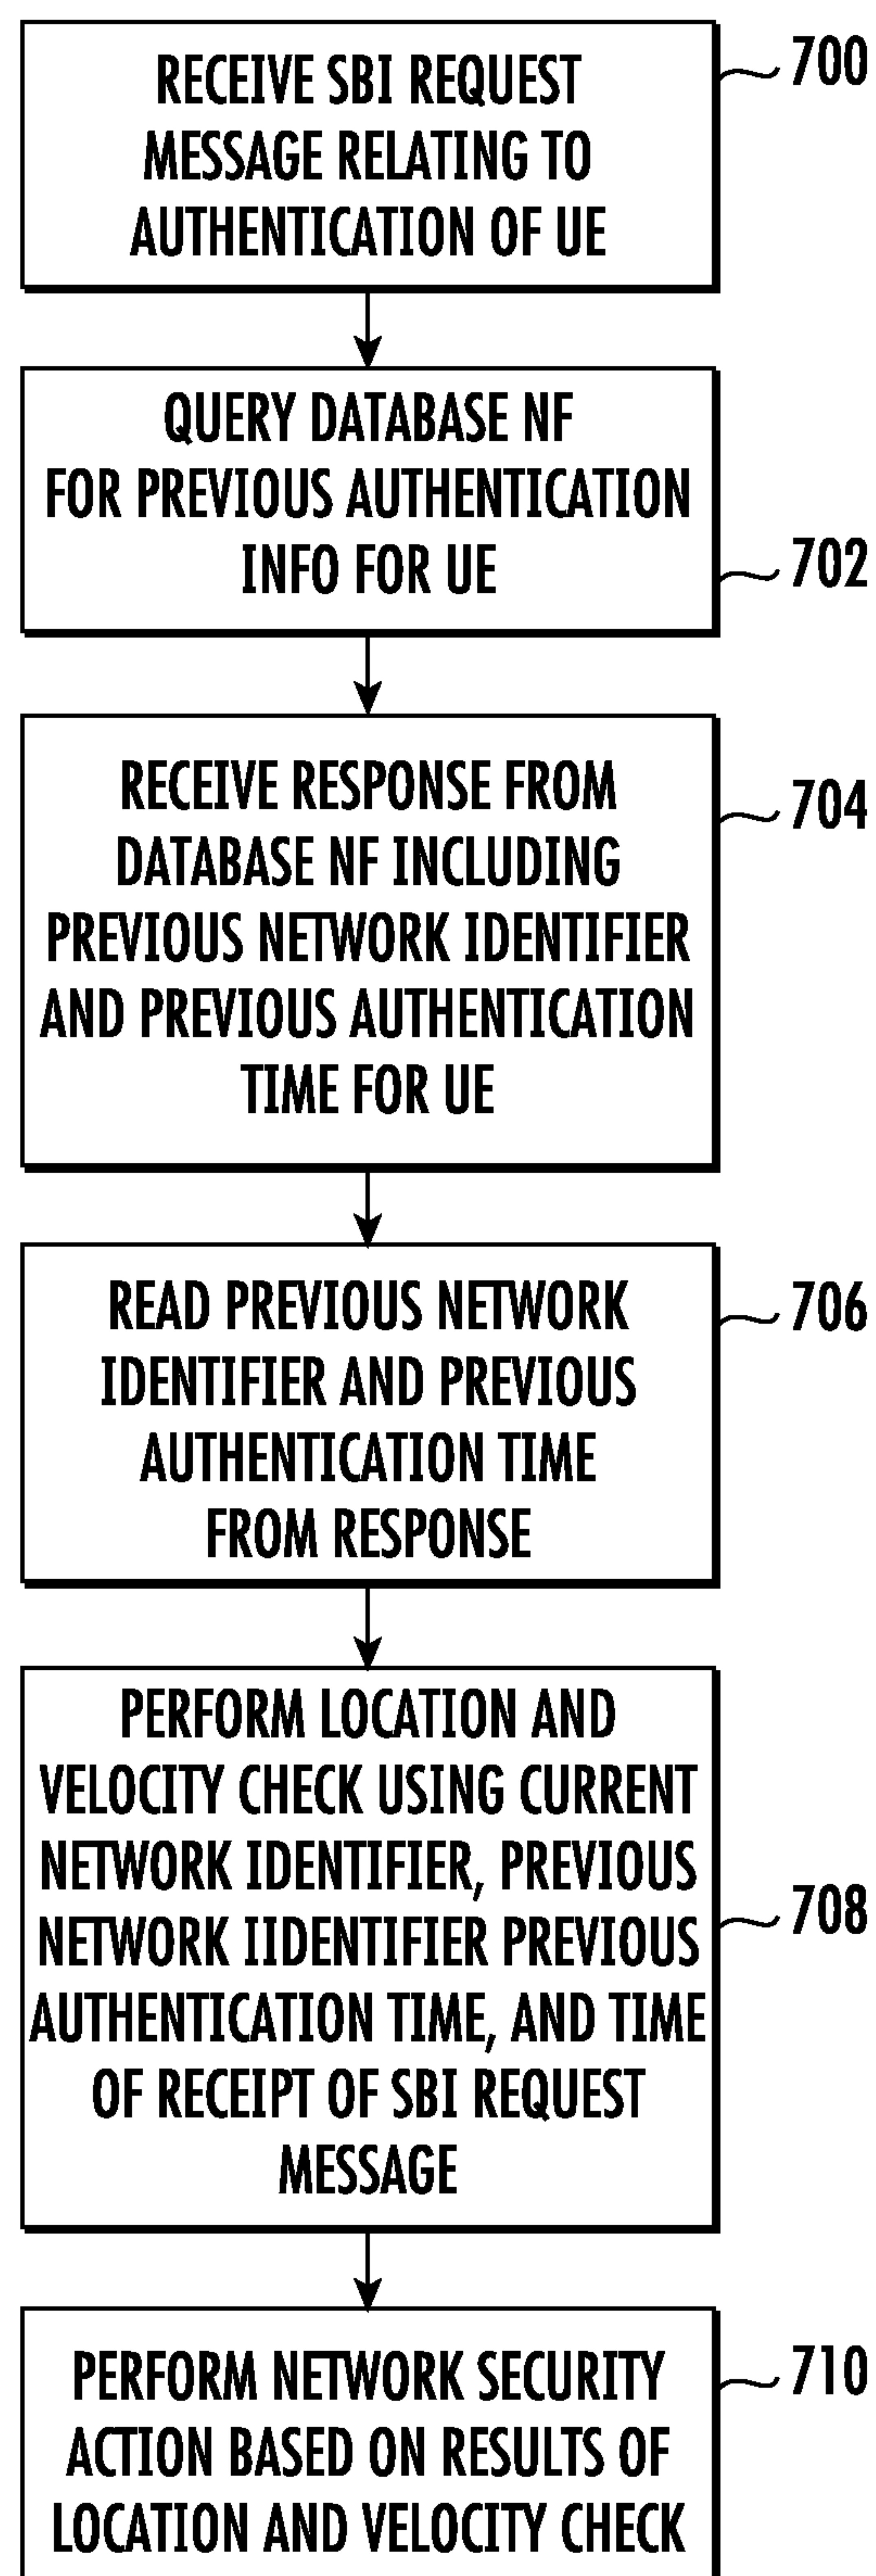 RECEIVE SBI REQUEST
MESSAGE RELATING TO
AUTHENTICATION OF UE
700
QUERY DATABASE NF
FOR PREVIOUS AUTHENTICATION
INFO FOR UE
702
RECEIVE RESPONSE FROM
DATABASE NF INCLUDING
PREVIOUS NETWORK IDENTIFIER
AND PREVIOUS AUTHENTICATION
TIME FOR UE
704
READ PREVIOUS NETWORK
IDENTIFIER AND PREVIOUS
AUTHENTICATION TIME
FROM RESPONSE
706
PERFORM LOCATION AND
VELOCITY CHECK USING CURRENT
NETWORK IDENTIFIER, PREVIOUS
NETWORK IIDENTIFIER PREVIOUS
AUTHENTICATION TIME, AND TIME
OF RECEIPT OF SBI REQUEST
MESSAGE
708
PERFORM NETWORK SECURITY
ACTION BASED ON RESULTS OF
LOCATION AND VELOCITY CHECK
710